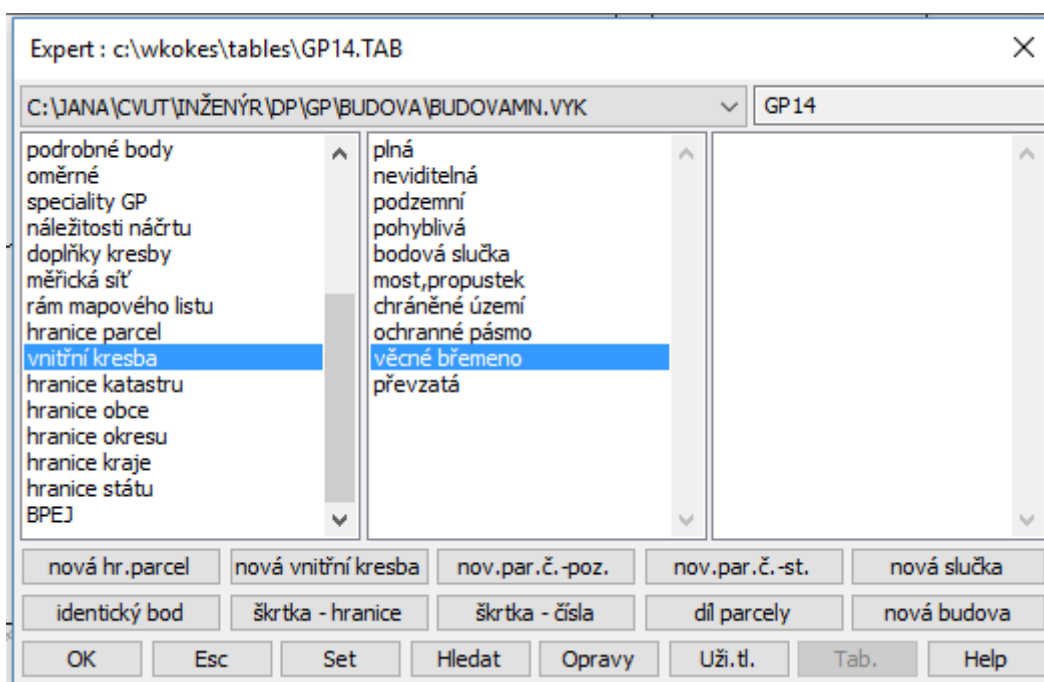 Expert : c:\wkokes\tables\GP14.TAB
C:\JANA\CVUT\INŽENÝR\DP\GP\BUDOVA\BUDOVAMN.VYK
GP14
podrobné body
oměrné
speciality GP
náležitosti náčrtu
doplňky kresby
měřická síť
rám mapového listu
hranice parcel
vnitřní kresba
hranice katastru
hranice obce
hranice okresu
hranice kraje
hranice státu
BPEJ
plná
neviditelná
podzemní
pohyblivá
bodová slučka
most,propustek
chráněné území
ochranné pásmo
věcné břemeno
převzatá
nová hr.parcel
nová vnitřní kresba
nov.par.č.-poz.
nov.par.č.-st.
nová slučka
identický bod
škrtka - hranice
škrtka - čísla
díl parcely
nová budova
OK
Esc
Set
Hledat
Opravy
Uži.tl.
Tab.
Help